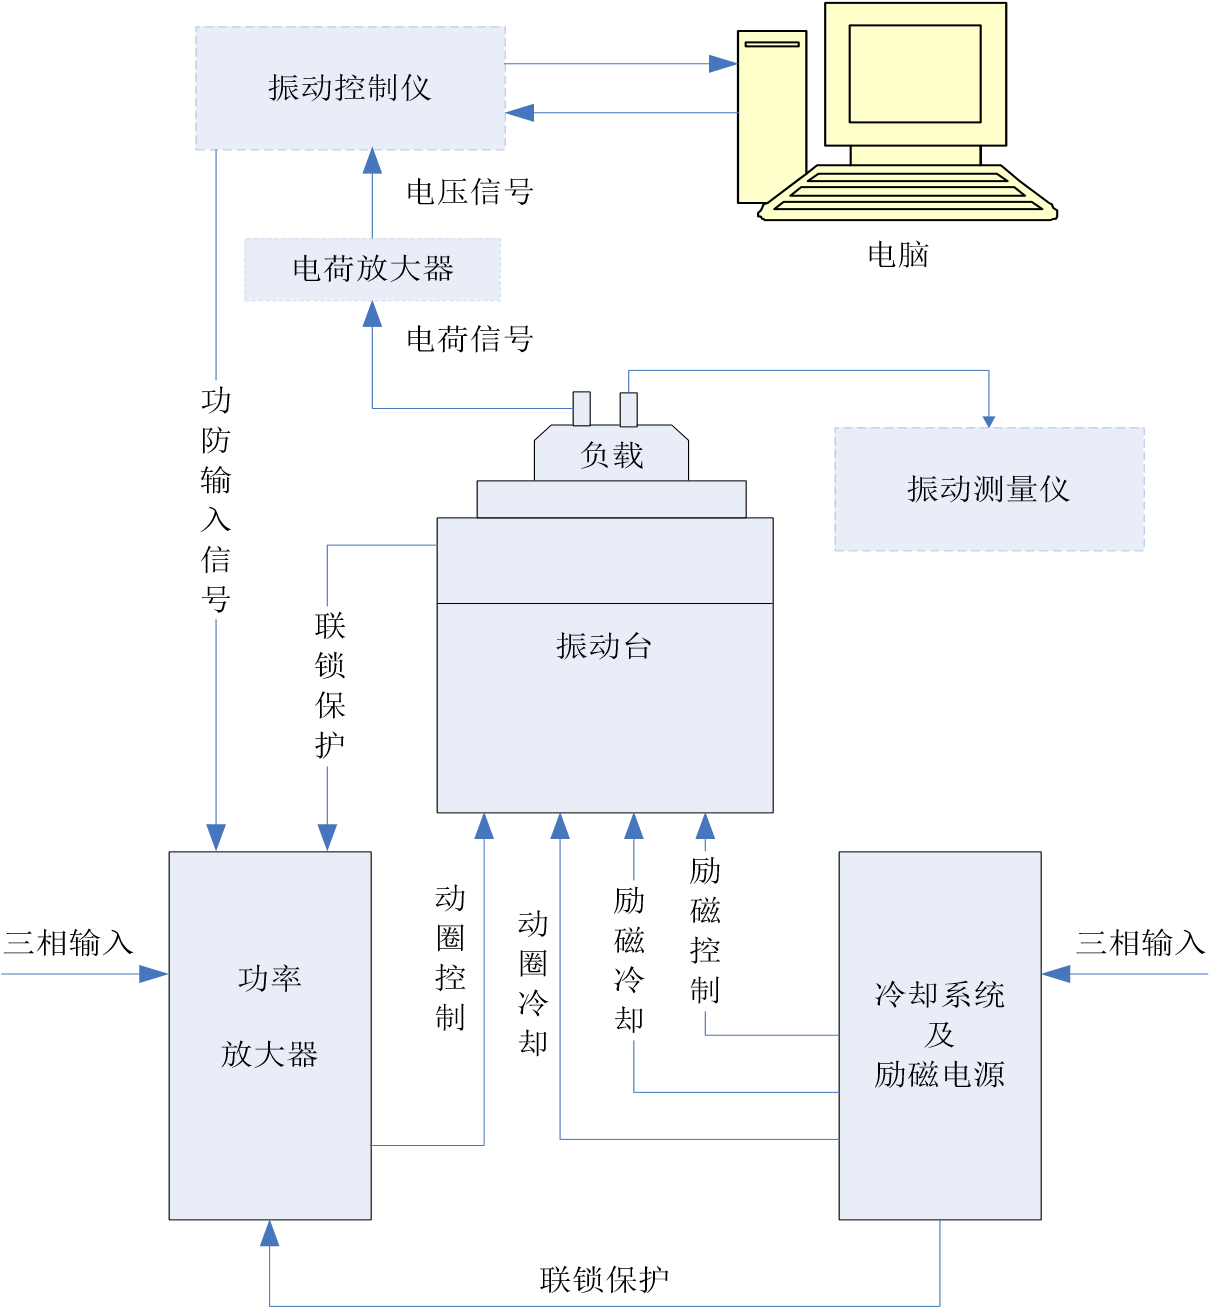 振动控制仪
电压信号
电脑
电荷放大器
电荷信号
功防输入信号
负载
振动测量仪
联锁保护
振动台
动圈控制
动圈冷却
励磁冷却
励磁控制
三相输入
功率
放大器
三相输入
冷却系统
及
励磁电源
联锁保护